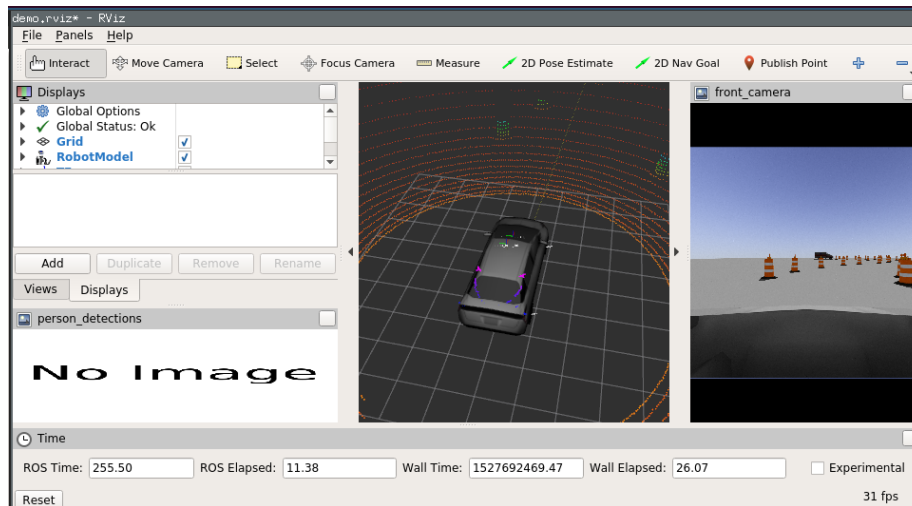 demo.rviz* - RViz
File Panels Help
Interact Move Camera Select Focus Camera Measure 2D Pose Estimate 2D Nav Goal Publish Point
Displays
Global Options
Global Status: Ok
Grid
RobotModel
Add Duplicate Remove Rename
Views Displays
person_detections
No Image
front_camera
Time
ROS Time: 255.50 ROS Elapsed: 11.38 Wall Time: 1527692469.47 Wall Elapsed: 26.07 Experimental
Reset 31 fps